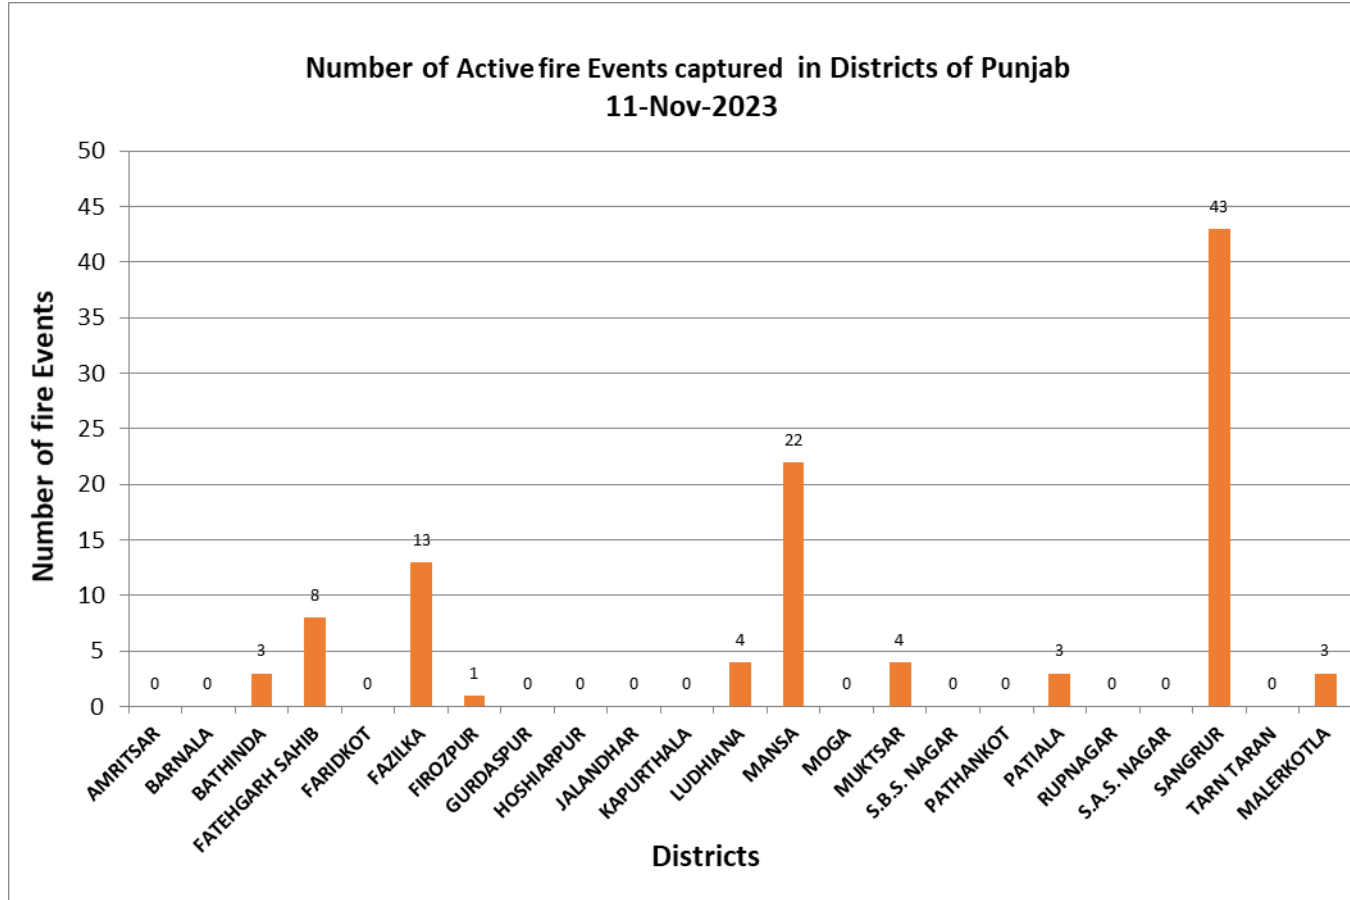 Number of Active fire Events captured in Districts of Punjab
11-Nov-2023
50
45
40
35
30
25
20
15
10
5
0
Number of fire Events
0
0
3
8
0
13
1
0
0
0
0
4
22
0
4
0
0
3
0
0
43
0
3
AMRITSAR
BARNALA
BATHINDA
FATEHGARH SAHIB
FARIDKOT
FAZILKA
FIROZPUR
GURDASPUR
HOSHIARPUR
JALANDHAR
KAPURTHALA
LUDHIANA
MANSA
MOGA
MUKTSAR
S.B.S. NAGAR
PATHANKOT
PATIALA
RUPNAGAR
S.A.S. NAGAR
SANGRUR
TARN TARAN
MALERKOTLA
Districts